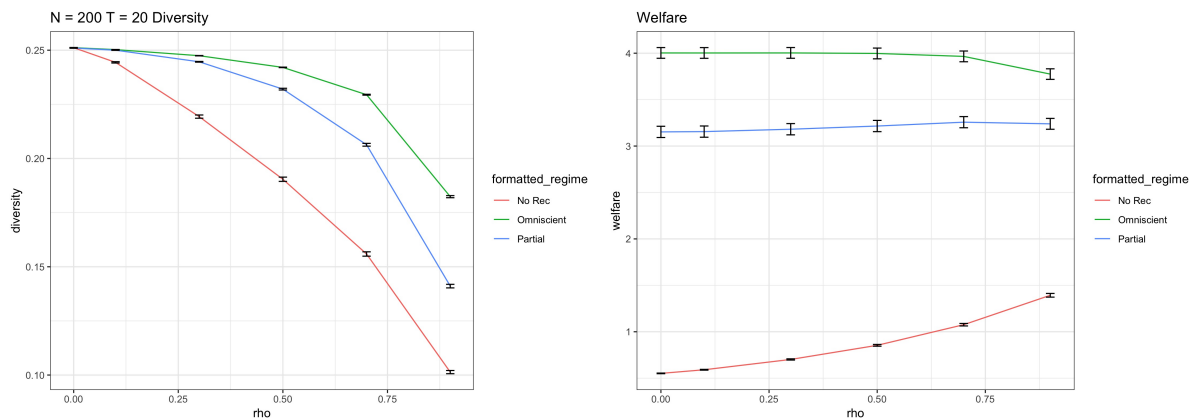 N = 200 T = 20 Diversity
0.25
0.20
0.15
0.10
diversity
0.00
0.25
0.50
0.75
rho
formatted_regime
No Rec
Omniscient
Partial
Welfare
4
3
2
1
welfare
0.00
0.25
0.50
0.75
rho
formatted_regime
No Rec
Omniscient
Partial